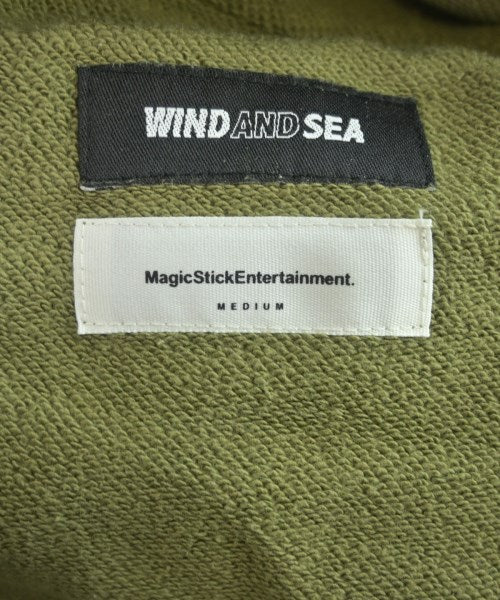 WIND AND SEA
MagicStickEntertainment.
MEDIUM